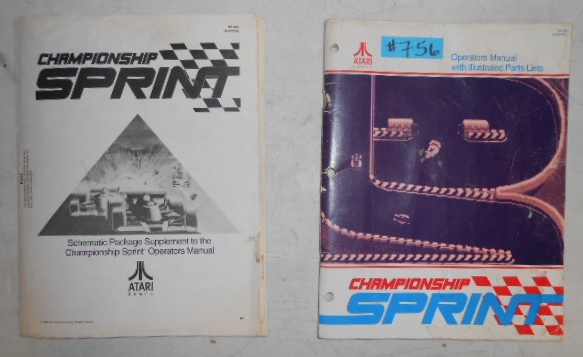 CHAMPIONSHIP
SPRINT
Schematic Package Supplement to the
Championship Sprint Operators Manual
ATARI
Games
ATARI
Games
#756
Operators Manual
with Illustrated Parts Lists
CHAMPIONSHIP
SPRINT